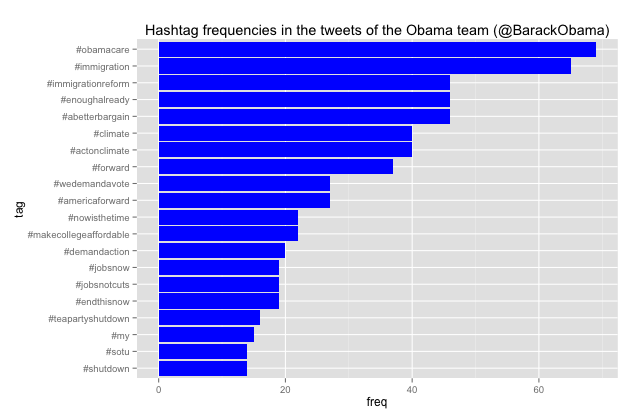 Hashtag frequencies in the tweets of the Obama team (@BarackObama)
#obamacare
#immigration
#immigrationreform
#enoughalready
#abetterbargain
#climate
#actonclimate
#forward
#wedemandavote
#americaforward
#nowisthetime
#makecollegeaffordable
#demandaction
#jobsnow
#jobsnotcuts
#endthisnow
#teapartyshutdown
#my
#sotu
#shutdown
tag
0 20 40 60
freq